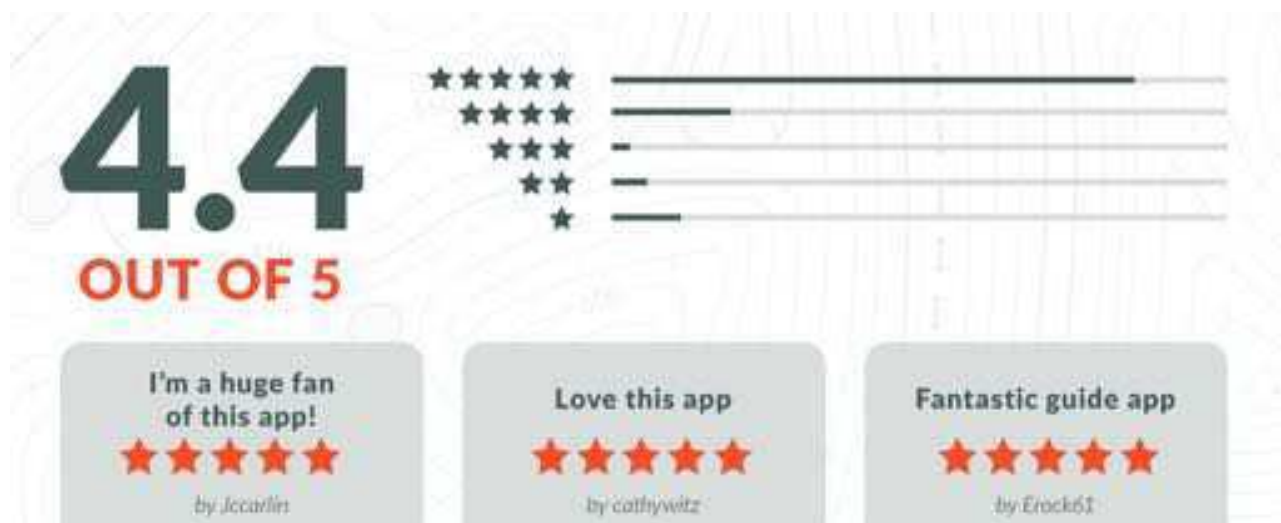 4.4
OUT OF 5
I'm a huge fan
of this app!
Love this app
Fantastic guide app
by Jccarlin
by cathywitz
by Erock61